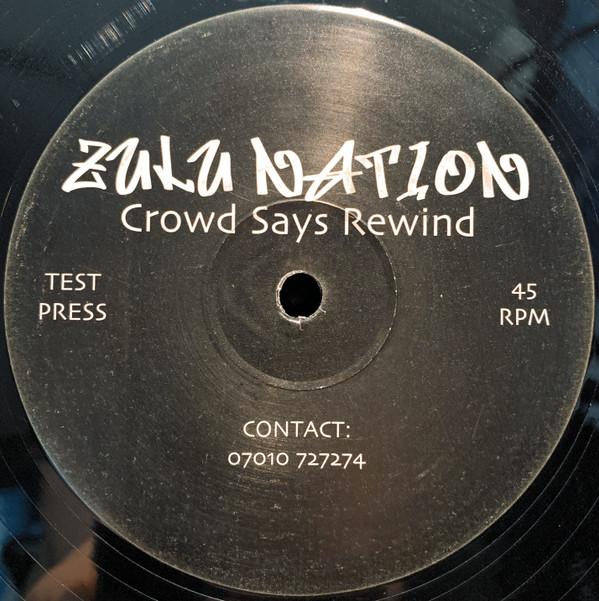 ZULU NATION
Crowd Says Rewind
TEST
PRESS
45
RPM
CONTACT:
07010 727274